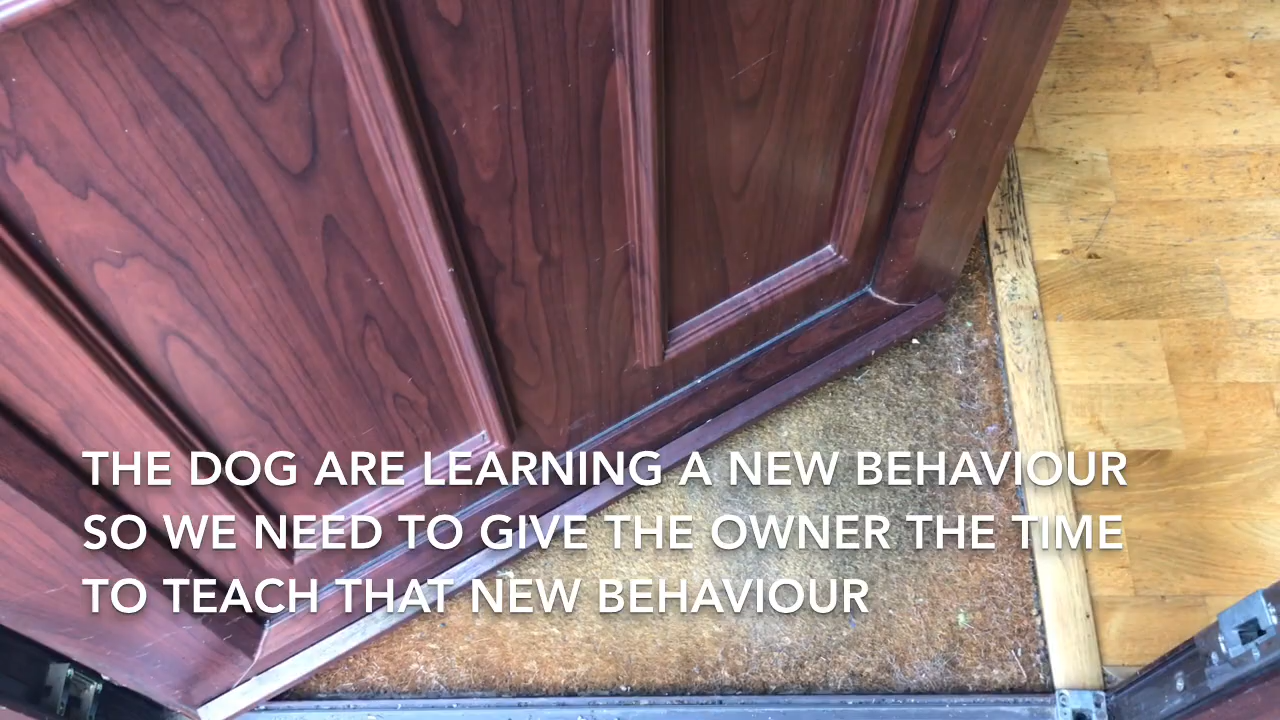 THE DOG ARE LEARNING A NEW BEHAVIOUR
SO WE NEED TO GIVE THE OWNER THE TIME
TO TEACH THAT NEW BEHAVIOUR